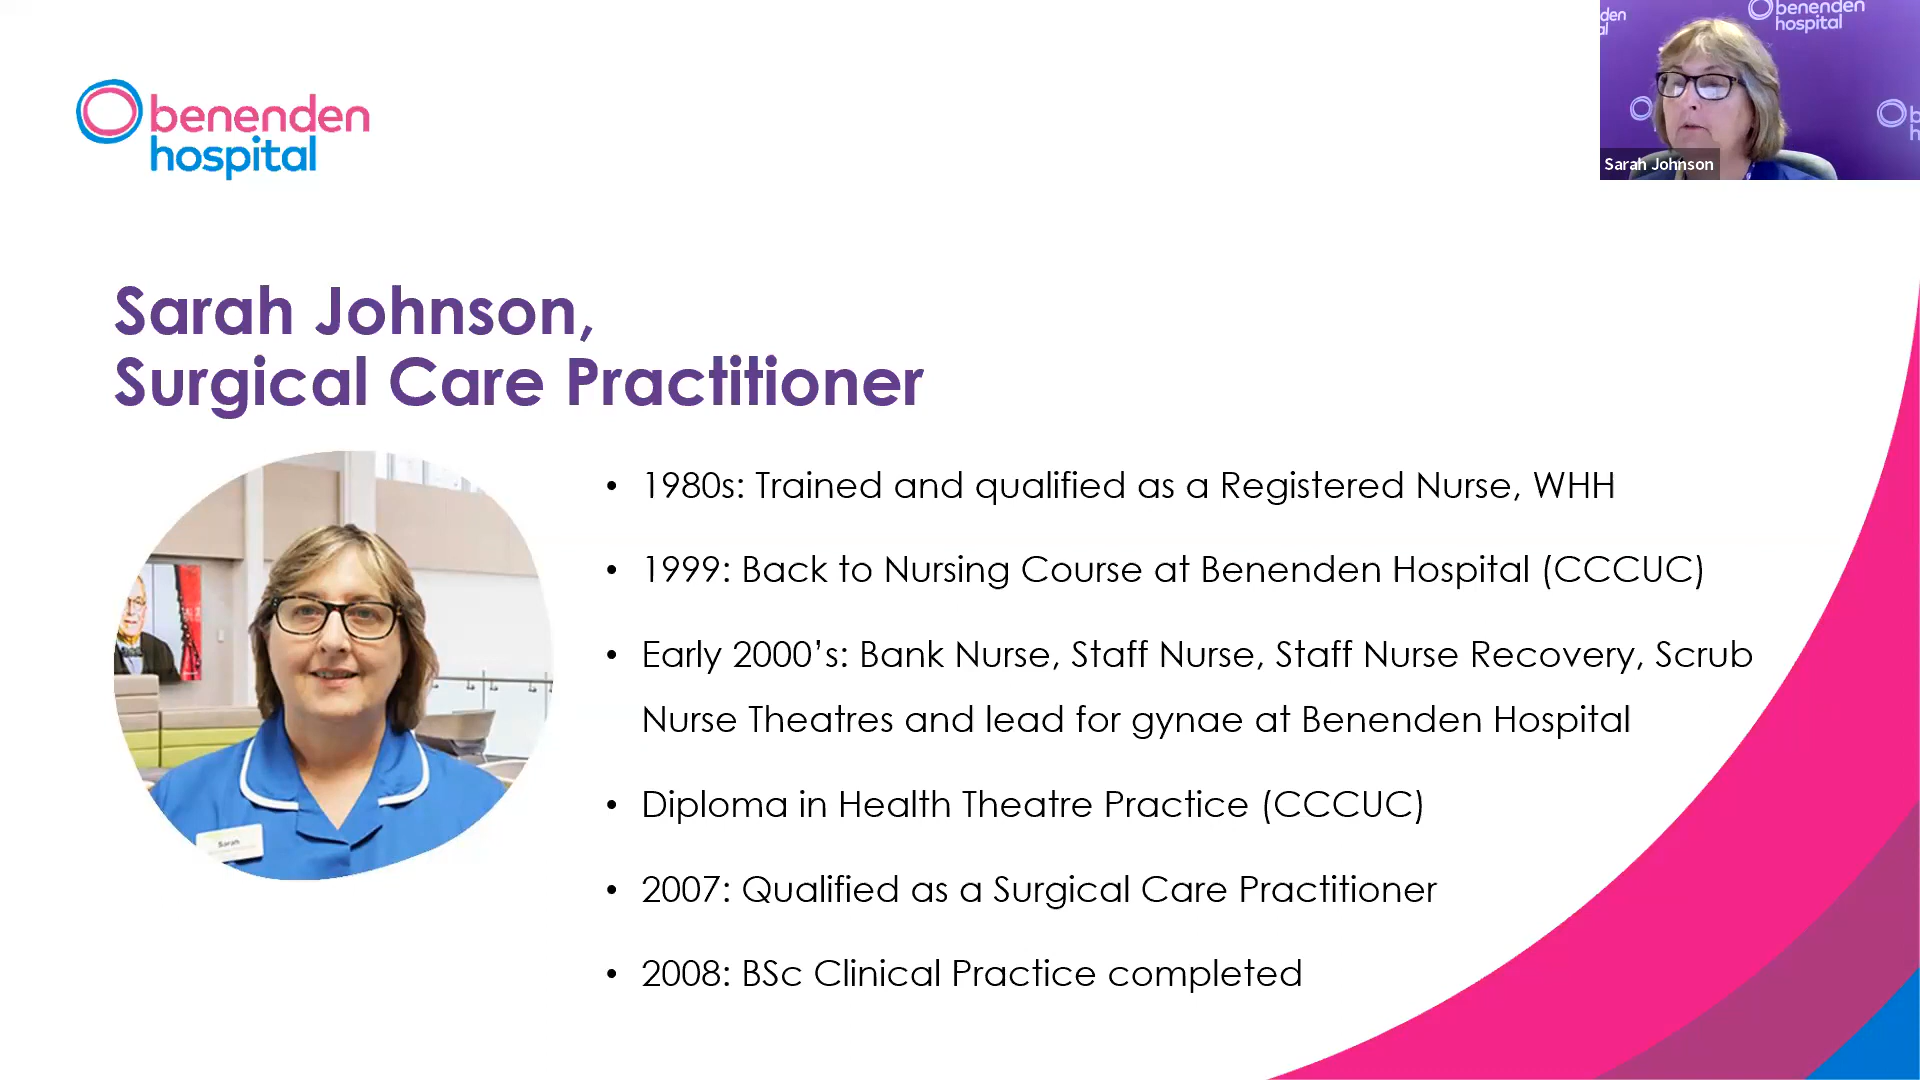 benenden
hospital
den
al
benenden
hospital
b
h
Sarah Johnson
Sarah Johnson,
Surgical Care Practitioner
• 1980s: Trained and qualified as a Registered Nurse, WHH
• 1999: Back to Nursing Course at Benenden Hospital (CCCUC)
• Early 2000’s: Bank Nurse, Staff Nurse, Staff Nurse Recovery, Scrub
Nurse Theatres and lead for gynae at Benenden Hospital
• Diploma in Health Theatre Practice (CCCUC)
• 2007: Qualified as a Surgical Care Practitioner
• 2008: BSc Clinical Practice completed
Sarah